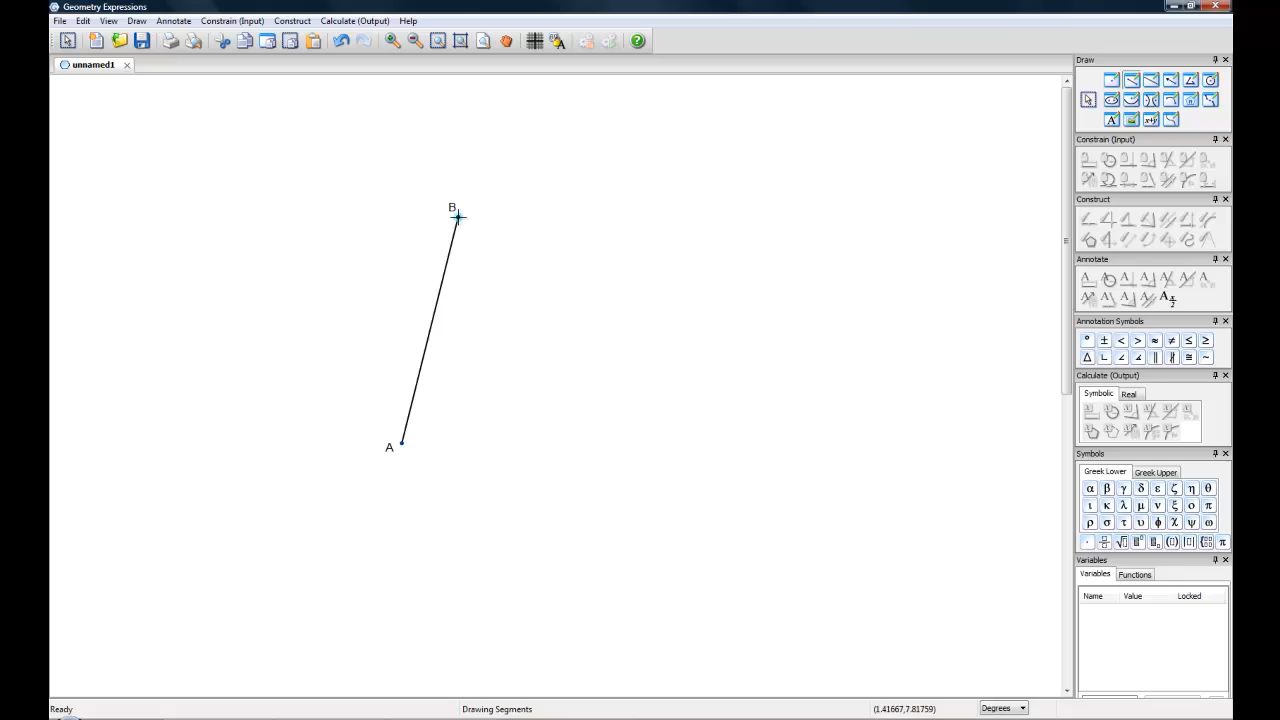 Geometry Expressions
File Edit View Draw Annotate Constrain (Input) Construct Calculate (Output) Help
unnamed1
Draw
A
Constrain (Input)
Construct
Annotate
Annotation Symbols
° ± < > ≈ ≠ ≤ ≥
Δ ∟ ∠ ∡ ∥ ∦ ≅ ~
Calculate (Output)
Symbolic Real
Symbols
Greek Lower Greek Upper
α β γ δ ε ζ η θ
ι κ λ μ ν ξ ο π
ρ σ τ υ ϕ χ ψ ω
π
Variables
Variables Functions
Name Value Locked
B
A
Ready Drawing Segments (1.41667,7.81759) Degrees